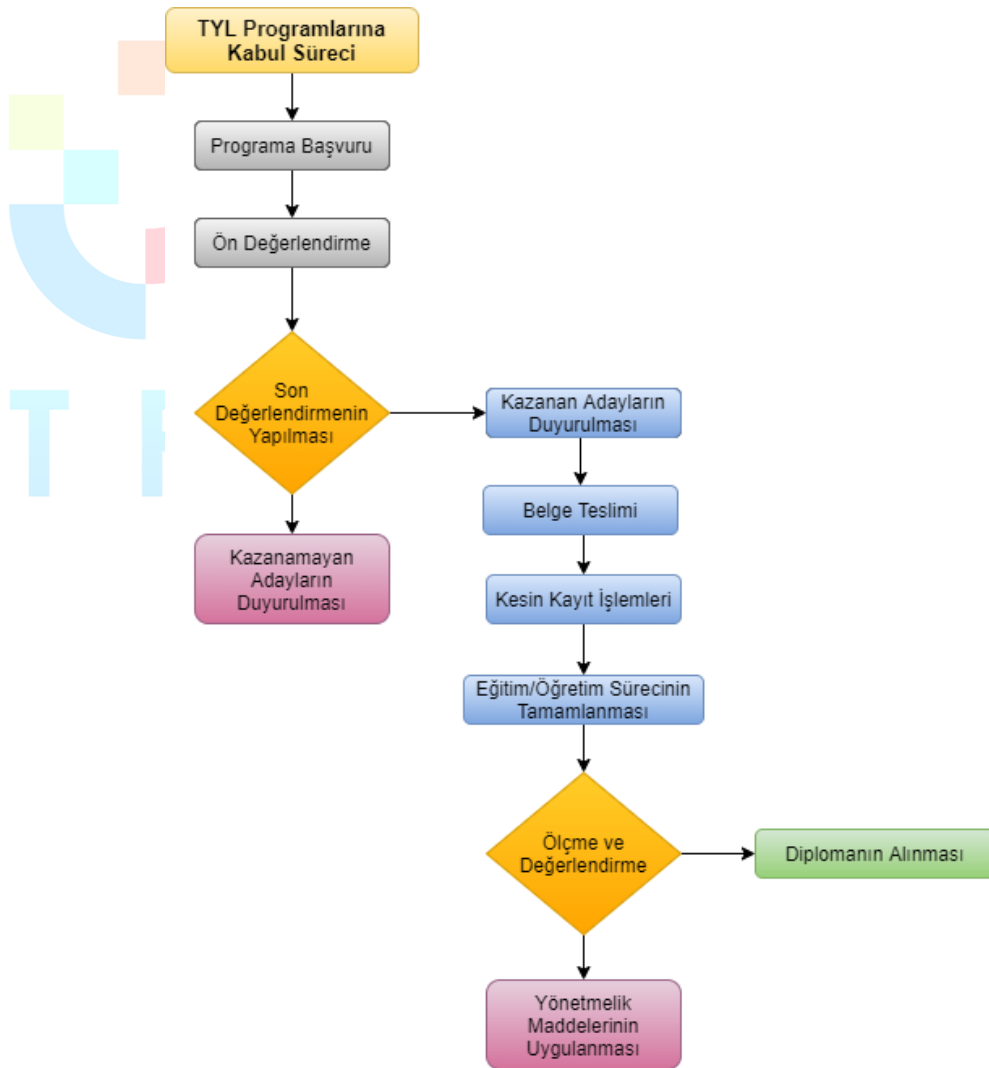 TYL Programlarına
Kabul Süreci
Programa Başvuru
Ön Değerlendirme
Son
Değerlendirmenin
Yapılması
Kazanan Adayların
Duyurulması
Belge Teslimi
Kazanamayan
Adayların
Duyurulması
Kesin Kayıt İşlemleri
Eğitim/Öğretim Sürecinin
Tamamlanması
Ölçme ve
Değerlendirme
Diplomanın Alınması
Yönetmelik
Maddelerinin
Uygulanması